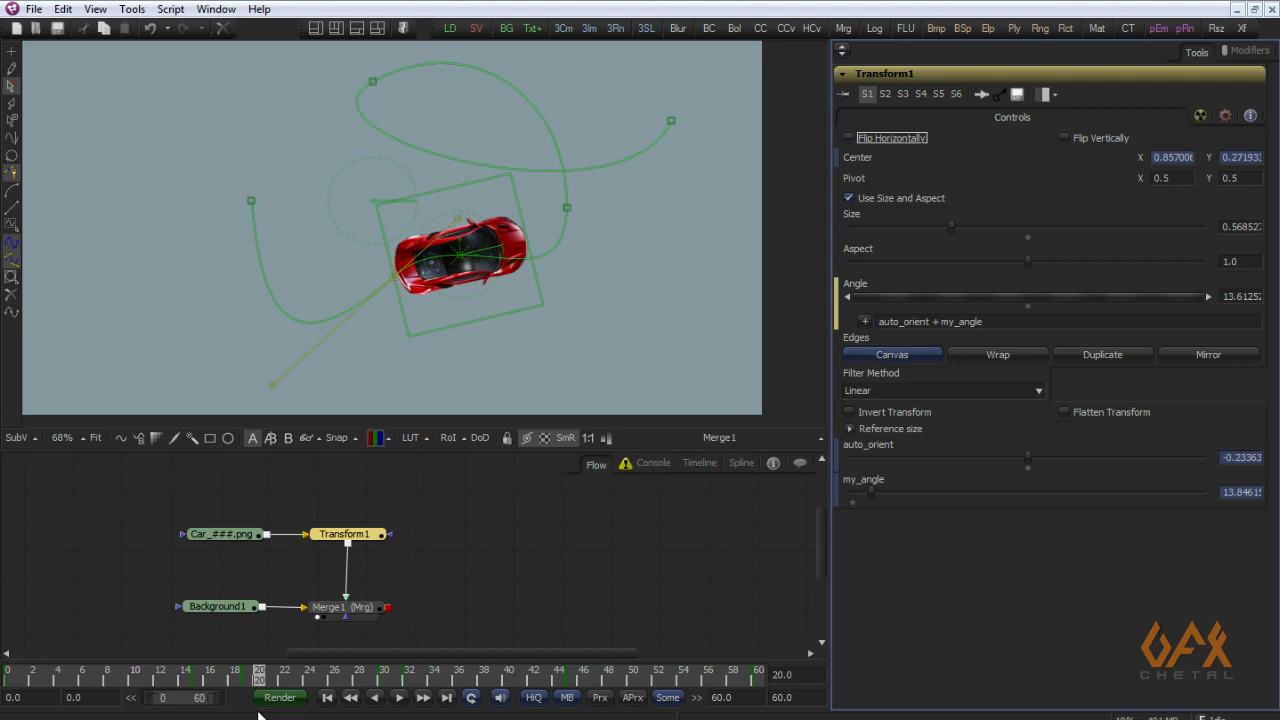 File Edit View Tools Script Window Help
LD SV BG Txt+ 3Cm 3Im 3Rn 3SL Blur BC Bol CC CCv HCv Mrg Log FLU Bmp BSp Elp Ply Rng Rct Mat CT pEm pRn Rsz Xf
Tools Modifiers
Transform1
S1 S2 S3 S4 S5 S6
Controls
Flip Horizontally Flip Vertically
Center X 0.857006 Y 0.271933
Pivot X 0.5 Y 0.5
Use Size and Aspect
Size
0.568527
Aspect
1.0
Angle
13.61252
+ auto_orient + my_angle
Edges
Canvas Wrap Duplicate Mirror
Filter Method
Linear
Invert Transform Flatten Transform
Reference size
auto_orient
-0.23363
my_angle
13.84615
SubV 68% Fit A B Snap LUT RoI DoD SmR 1:1 Merge1
Flow Console Timeline Spline
Car_###.png Transform1
Background1 Merge1 (Mrg)
0 2 4 6 8 10 12 14 16 18 20 22 24 26 28 30 32 34 36 38 40 42 44 46 48 50 52 54 56 58 60
20 20.0
0.0 0.0 << 0 60 Render HiQ MB Prx APrx Some >> 60.0 60.0
GFX
CHETAL